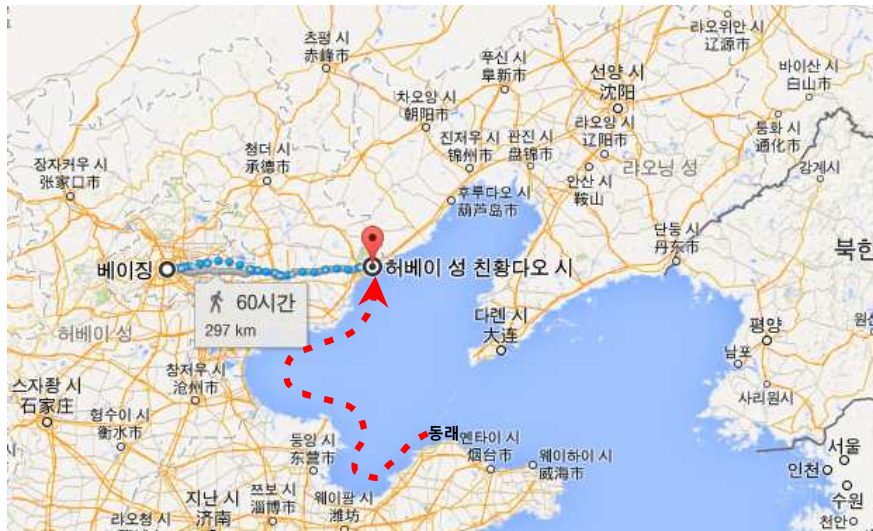 츠펑 시
赤峰市
푸신 시
阜新市
선양 시
沈阳
랴오위안 시
辽源市
바이산 시
白山市
차오양 시
朝阳市
랴오양 시
辽阳市
퉁화 시
通化市
장자커우 시
张家口市
청더 시
承德市
진저우 시
锦州市
판진 시
盘锦市
안산 시
鞍山
랴오닝 성
강계시
후루다오 시
葫芦岛市
단둥 시
丹东市
북한
베이징
허베이 성 친황다오 시
60시간
297 km
허베이 성
다롄 시
大连
평양
원산
남포
사리원시
창저우 시
沧州市
스자좡 시
石家庄
헝수이 시
衡水市
동래
옌타이 시
烟台市
웨이하이 시
威海市
둥잉 시
东营市
서울
인천
수원
천안
지난 시
济南
쯔보 시
淄博市
웨이팡 시
潍坊
랴오청 시
聊城市